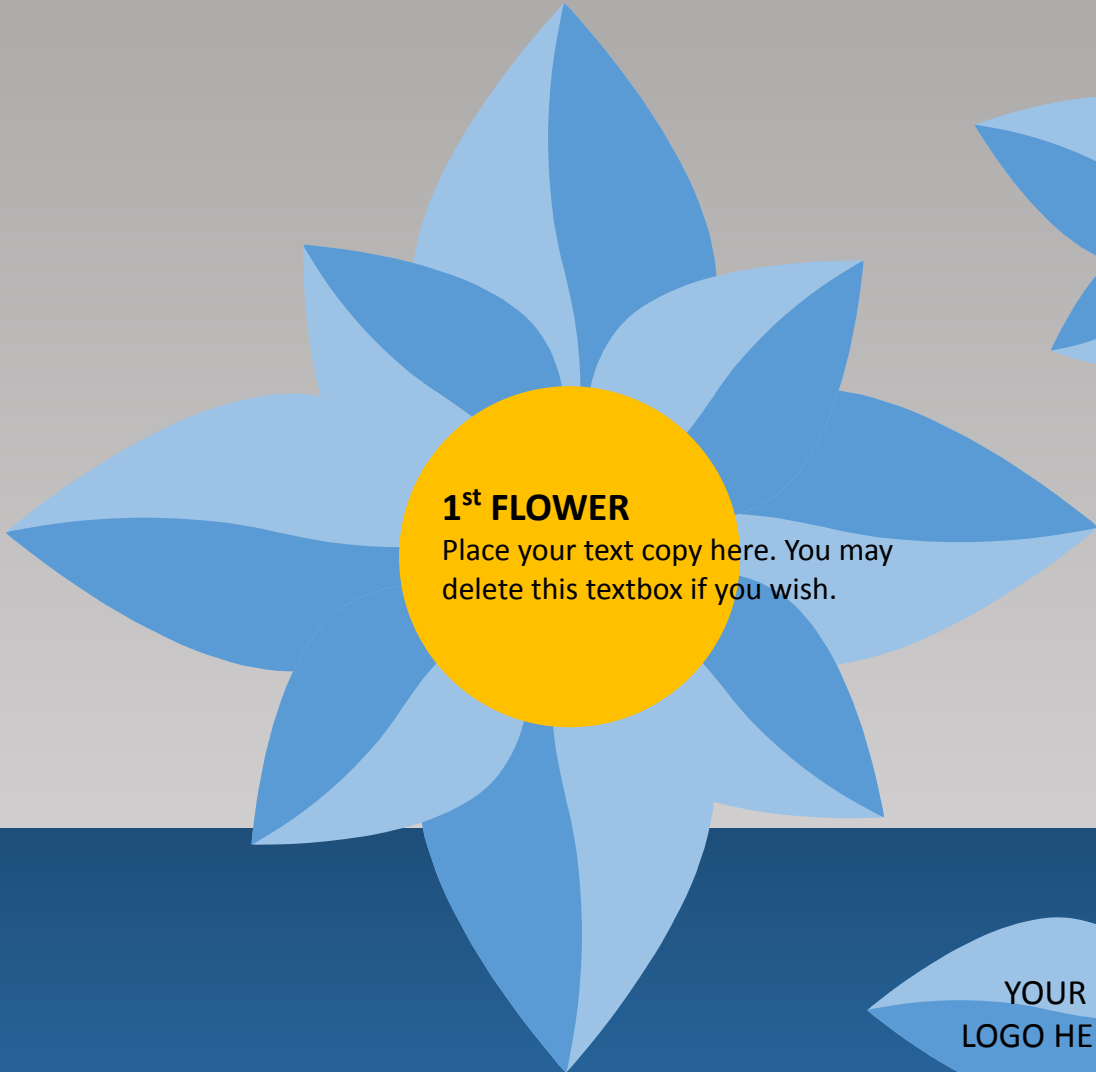 1st FLOWER
Place your text copy here. You may
delete this textbox if you wish.
YOUR
LOGO HE